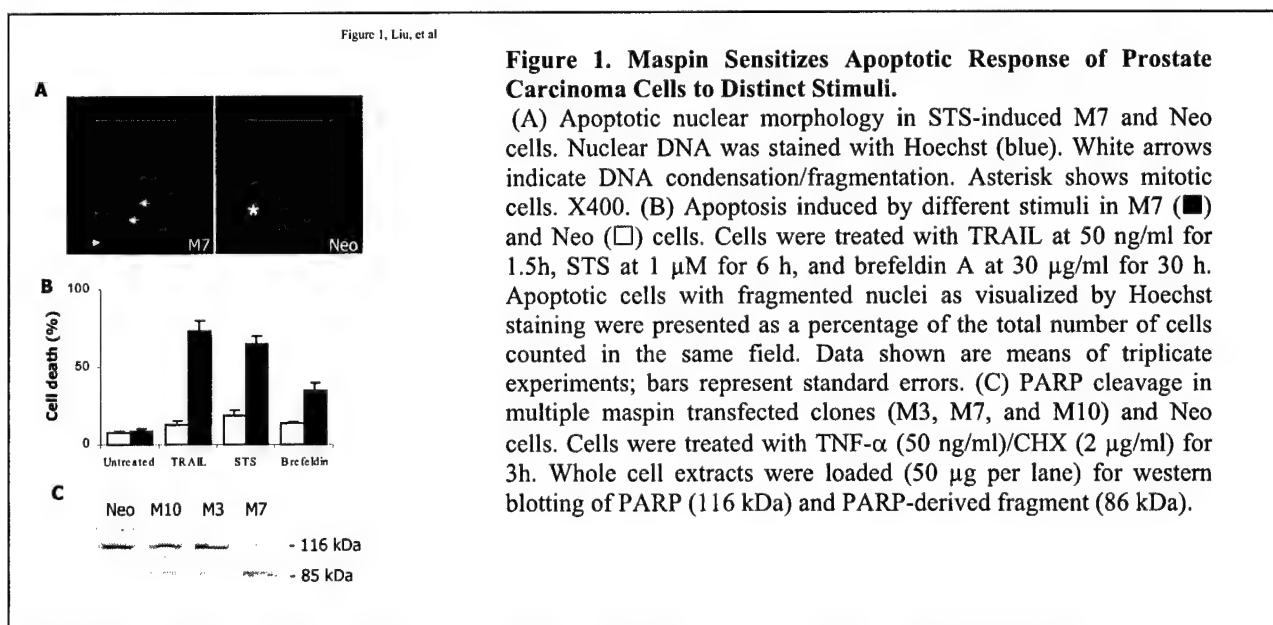 Figure 1, Liu, et al
A
M7
Neo
B
100
50
0
Cell death (%)
Untreated TRAIL STS Brefeldin
C
Neo M10 M3 M7
- 116 kDa
- 85 kDa
Figure 1. Maspin Sensitizes Apoptotic Response of Prostate
Carcinoma Cells to Distinct Stimuli.
(A) Apoptotic nuclear morphology in STS-induced M7 and Neo
cells. Nuclear DNA was stained with Hoechst (blue). White arrows
indicate DNA condensation/fragmentation. Asterisk shows mitotic
cells. X400. (B) Apoptosis induced by different stimuli in M7 (■)
and Neo (□) cells. Cells were treated with TRAIL at 50 ng/ml for
1.5h, STS at 1 μM for 6 h, and brefeldin A at 30 μg/ml for 30 h.
Apoptotic cells with fragmented nuclei as visualized by Hoechst
staining were presented as a percentage of the total number of cells
counted in the same field. Data shown are means of triplicate
experiments; bars represent standard errors. (C) PARP cleavage in
multiple maspin transfected clones (M3, M7, and M10) and Neo
cells. Cells were treated with TNF-α (50 ng/ml)/CHX (2 μg/ml) for
3h. Whole cell extracts were loaded (50 μg per lane) for western
blotting of PARP (116 kDa) and PARP-derived fragment (86 kDa).